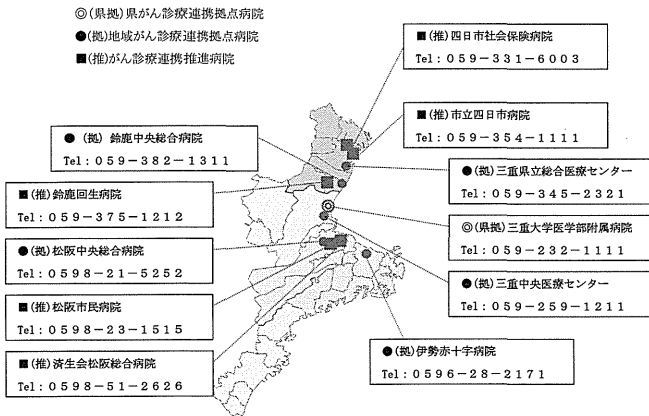 ◎(県拠)県がん診療連携拠点病院
●(拠)地域がん診療連携拠点病院
■(推)がん診療連携推進病院
■(推)四日市社会保険病院
Tel:059-331-6003
■(推)市立四日市病院
Tel:059-354-1111
●(拠) 鈴鹿中央総合病院
Tel:059-382-1311
●(拠)三重県立総合医療センター
Tel:059-345-2321
■(推)鈴鹿回生病院
Tel:059-375-1212
◎(県拠)三重大学医学部附属病院
Tel:059-232-1111
●(拠)松阪中央総合病院
Tel:0598-21-5252
●(拠)三重中央医療センター
Tel:059-259-1211
■(推)松阪市民病院
Tel:0598-23-1515
■(推)済生会松阪総合病院
Tel:0598-51-2626
●(拠)伊勢赤十字病院
Tel:0596-28-2171